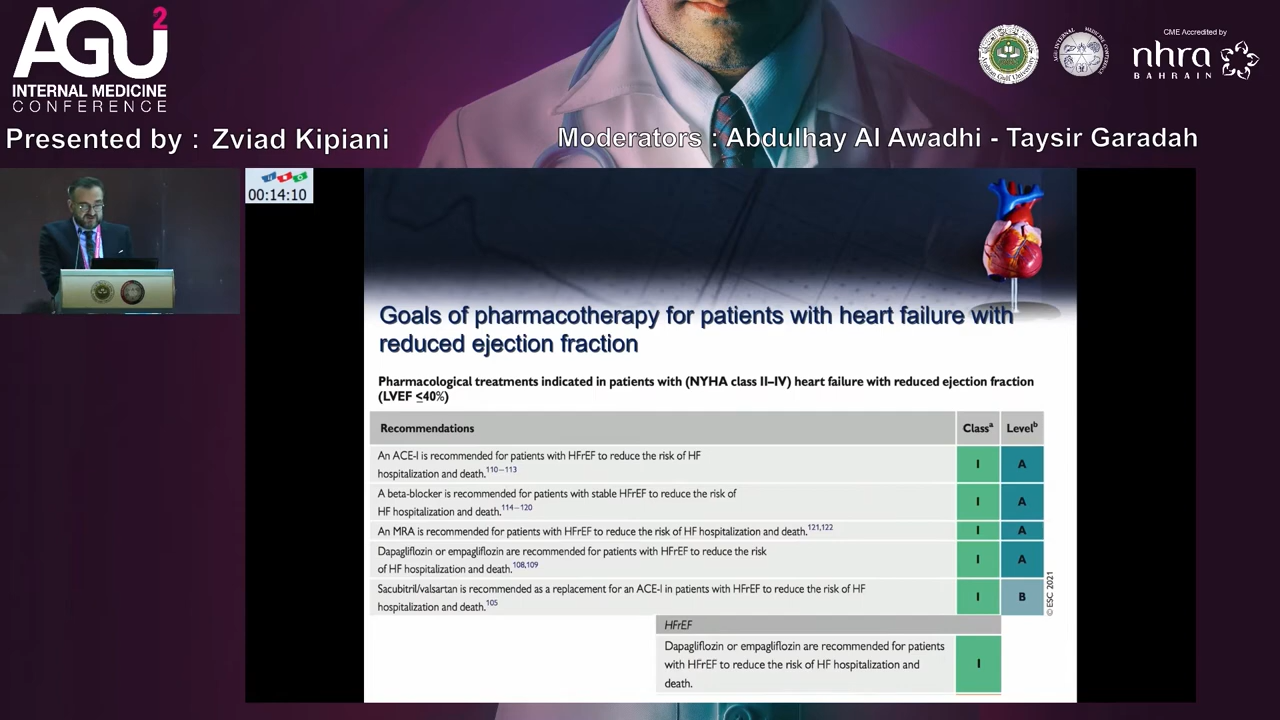 AGU2
INTERNAL MEDICINE
CONFERENCE
CME Accredited by
nhra
BAHRAIN
Presented by : Zviad Kipiani
Moderators : Abdulhay Al Awadhi - Taysir Garadah
00:14:10
Goals of pharmacotherapy for patients with heart failure with
reduced ejection fraction
Pharmacological treatments indicated in patients with (NYHA class II–IV) heart failure with reduced ejection fraction
(LVEF ≤40%)
Recommendations Classa Levelb
An ACE-I is recommended for patients with HFrEF to reduce the risk of HF
hospitalization and death.110–113 I A
A beta-blocker is recommended for patients with stable HFrEF to reduce the risk of
HF hospitalization and death.114–120 I A
An MRA is recommended for patients with HFrEF to reduce the risk of HF hospitalization and death.121,122 I A
Dapagliflozin or empagliflozin are recommended for patients with HFrEF to reduce the risk
of HF hospitalization and death.108,109 I A
Sacubitril/valsartan is recommended as a replacement for an ACE-I in patients with HFrEF to reduce the risk of HF
hospitalization and death.105 I B
© ESC 2021
HFrEF
Dapagliflozin or empagliflozin are recommended for patients
with HFrEF to reduce the risk of HF hospitalization and
death. I